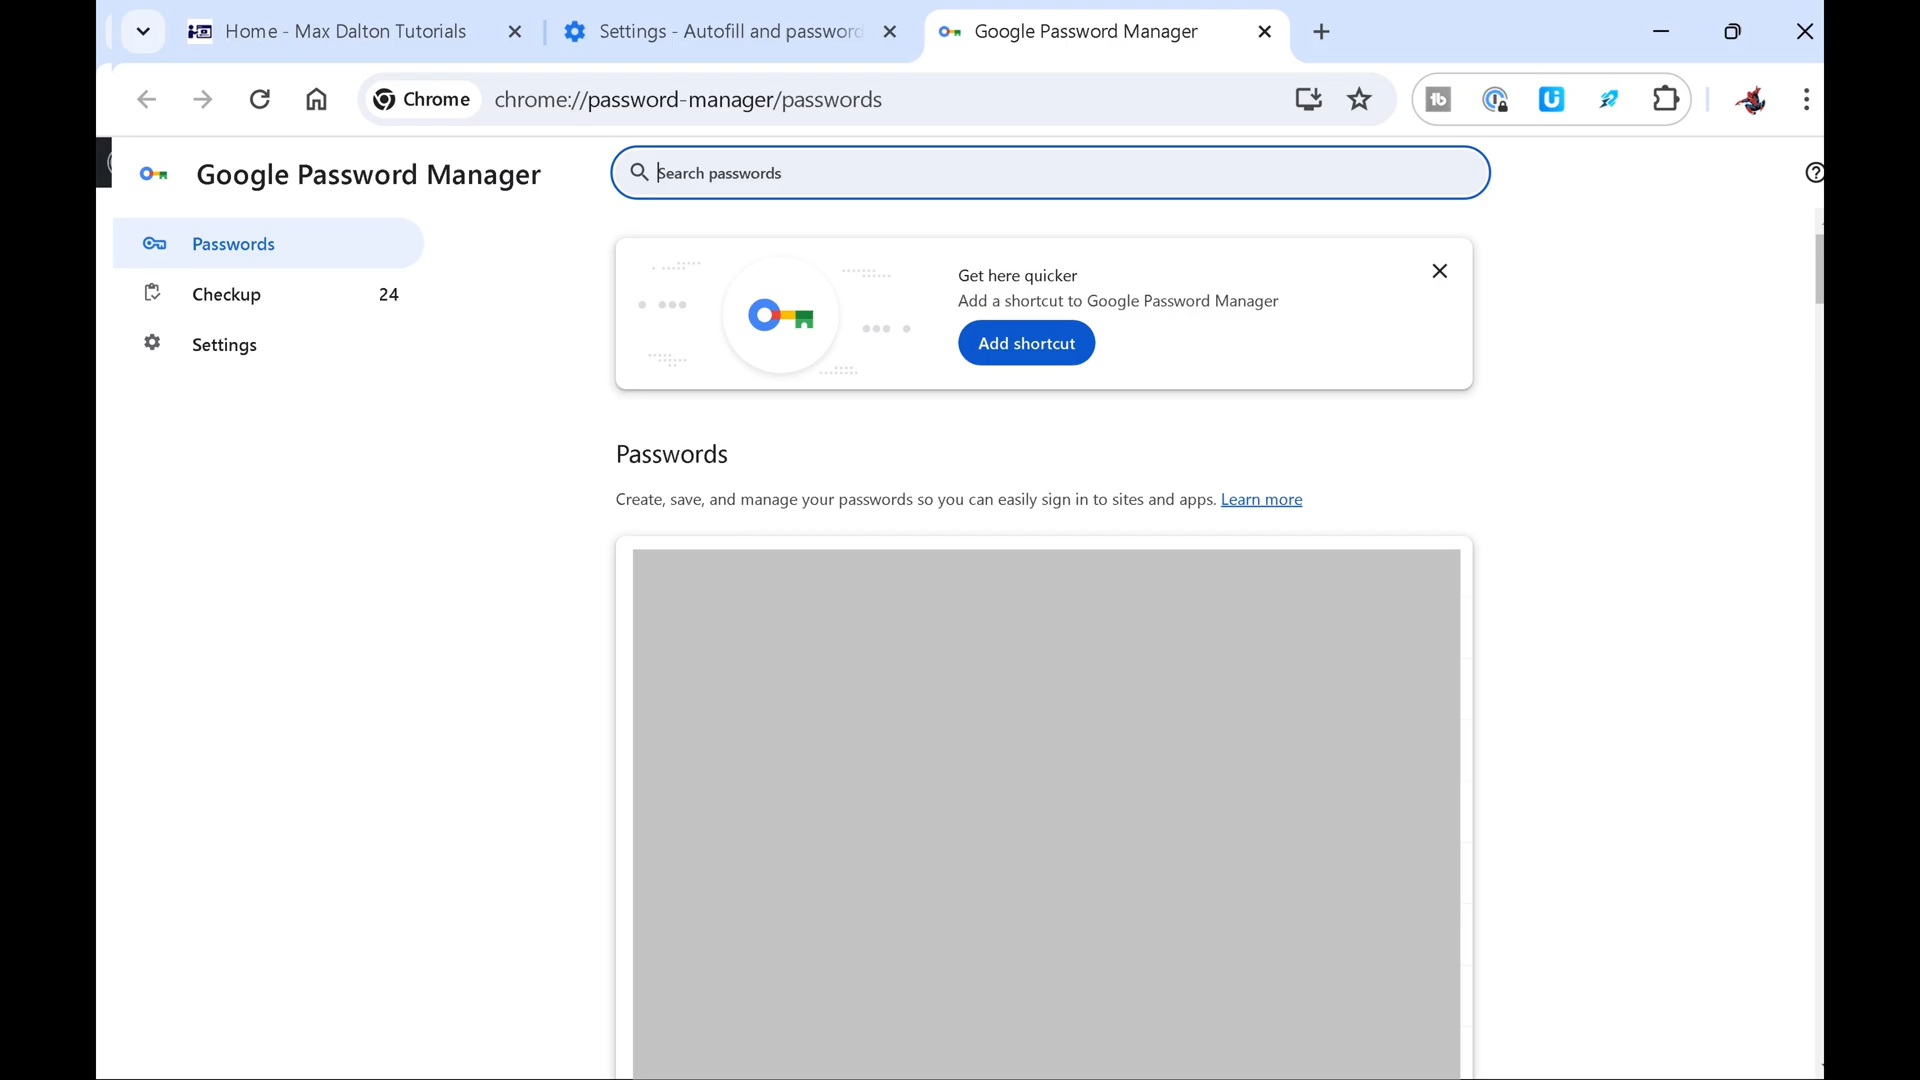 Home - Max Dalton Tutorials
Settings - Autofill and password
Google Password Manager
Chrome
chrome://password-manager/passwords
Google Password Manager
Search passwords
Passwords
Checkup 24
Settings
Get here quicker
Add a shortcut to Google Password Manager
Add shortcut
Passwords
Create, save, and manage your passwords so you can easily sign in to sites and apps. Learn more